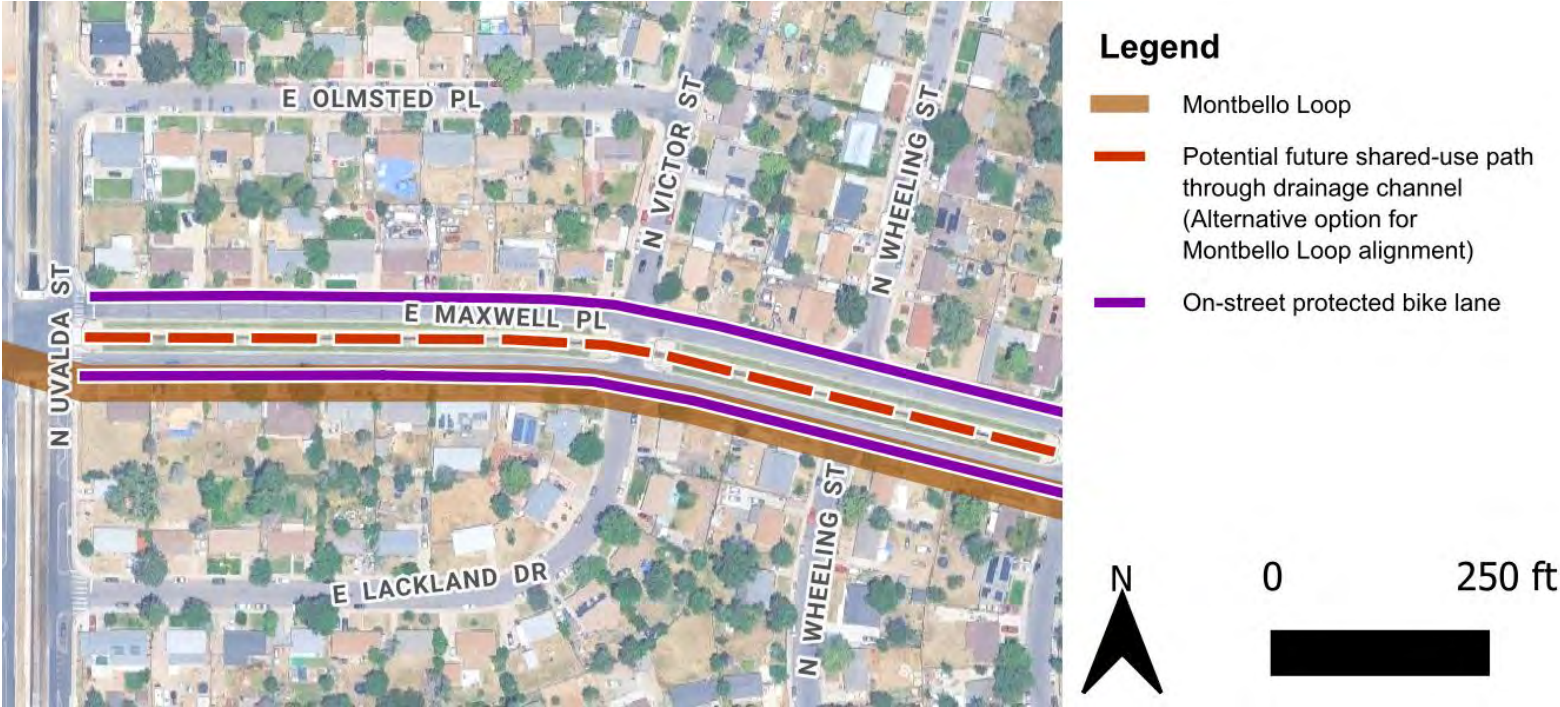 E OLMSTED PL
N VICTOR ST
N WHEELING ST
E MAXWELL PL
N UVALDA ST
N WHEELING ST
E LACKLAND DR
Legend
Montbello Loop
Potential future shared-use path
through drainage channel
(Alternative option for
Montbello Loop alignment)
On-street protected bike lane
N
0 250 ft